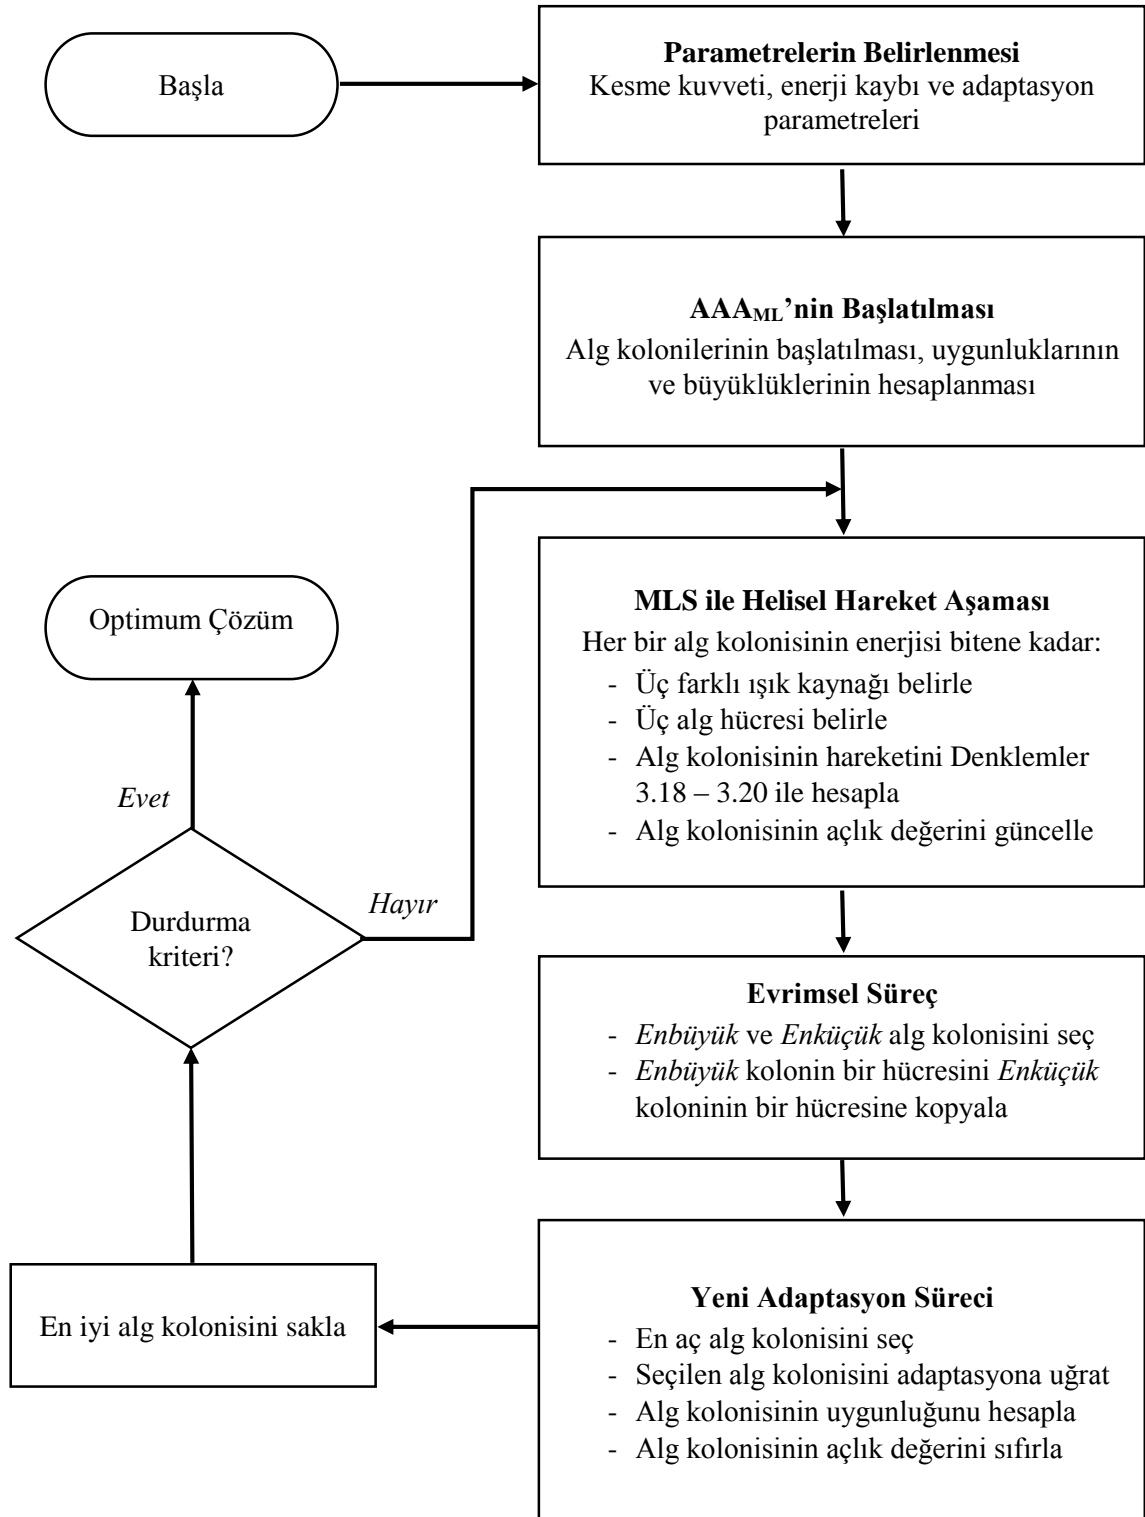 Başla
Parametrelerin Belirlenmesi
Kesme kuvveti, enerji kaybı ve adaptasyon
parametreleri
AAAML’nin Başlatılması
Alg kolonilerinin başlatılması, uygunluklarının
ve büyüklüklerinin hesaplanması
MLS ile Helisel Hareket Aşaması
Her bir alg kolonisinin enerjisi bitene kadar:
- Üç farklı ışık kaynağı belirle
- Üç alg hücresi belirle
- Alg kolonisinin hareketini Denklemler
3.18 – 3.20 ile hesapla
- Alg kolonisinin açlık değerini güncelle
Evrimsel Süreç
- Enbüyük ve Enküçük alg kolonisini seç
- Enbüyük kolonin bir hücresini Enküçük
koloninin bir hücresine kopyala
Yeni Adaptasyon Süreci
- En aç alg kolonisini seç
- Seçilen alg kolonisini adaptasyona uğrat
- Alg kolonisinin uygunluğunu hesapla
- Alg kolonisinin açlık değerini sıfırla
En iyi alg kolonisini sakla
Durdurma
kriteri?
Hayır
Evet
Optimum Çözüm